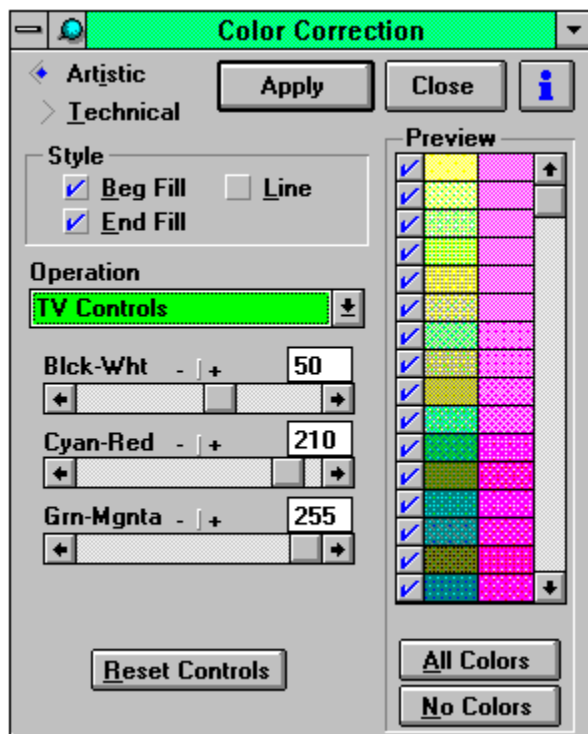 Color Correction
Artistic
Technical
Apply
Close
i
Style
Beg Fill
Line
End Fill
Operation
TV Controls
Blck-Wht - + 50
Cyan-Red - + 210
Grn-Mgnta - + 255
Reset Controls
Preview
All Colors
No Colors